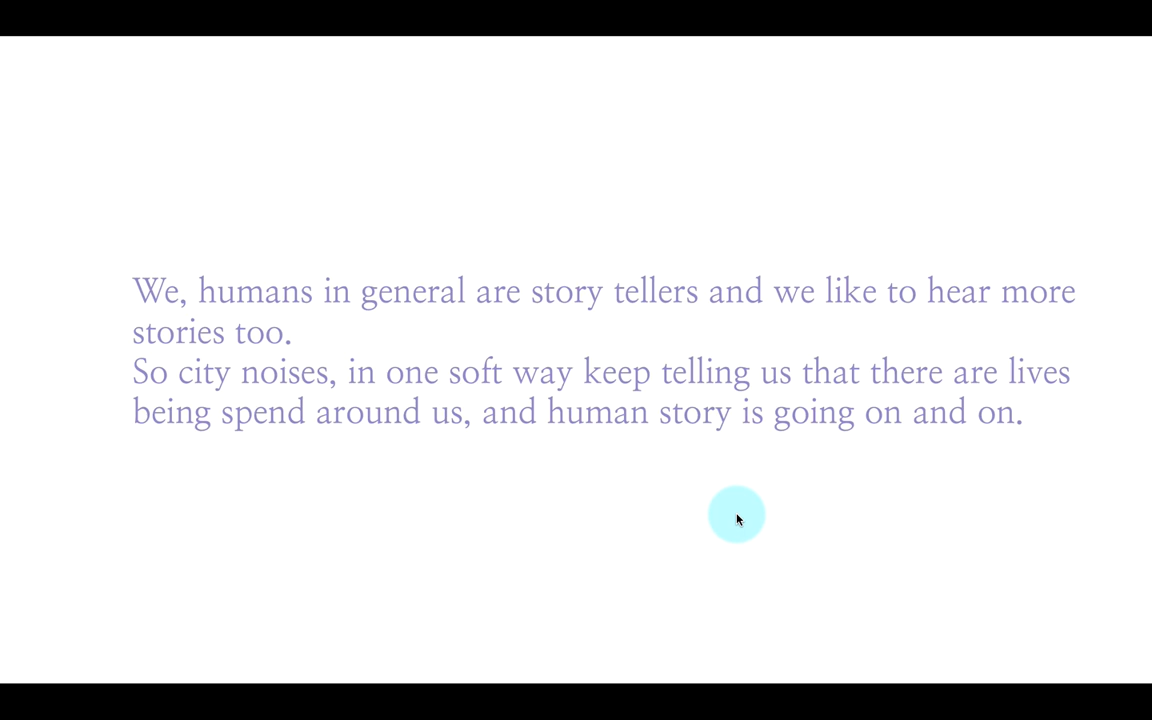 We, humans in general are story tellers and we like to hear more
stories too.
So city noises, in one soft way keep telling us that there are lives
being spend around us, and human story is going on and on.